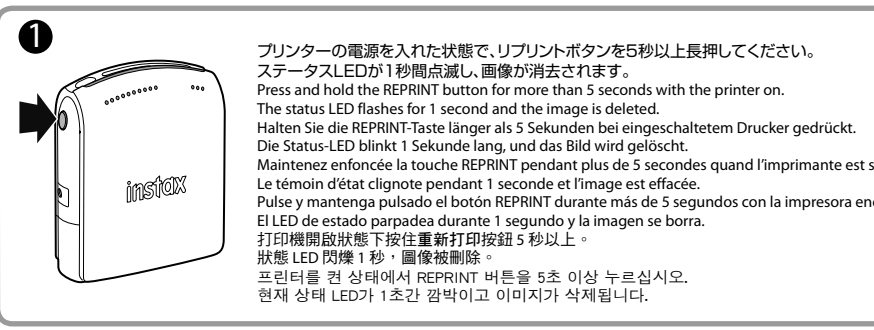 1
instax
プリンターの電源を入れた状態で、リプリントボタンを5秒以上長押してください。
ステータスLEDが1秒間点滅し、画像が消去されます。
Press and hold the REPRINT button for more than 5 seconds with the printer on.
The status LED flashes for 1 second and the image is deleted.
Halten Sie die REPRINT-Taste länger als 5 Sekunden bei eingeschaltetem Drucker gedrückt.
Die Status-LED blinkt 1 Sekunde lang, und das Bild wird gelöscht.
Maintenez enfoncée la touche REPRINT pendant plus de 5 secondes quand l’imprimante est
Le témoin d’état clignote pendant 1 seconde et l’image est effacée.
Pulse y mantenga pulsado el botón REPRINT durante más de 5 segundos con la impresora
El LED de estado parpadea durante 1 segundo y la imagen se borra.
打印機開啟狀態下按住重新打印按鈕 5 秒以上。
狀態 LED 閃爍 1 秒，圖像被刪除。
프린터를 켠 상태에서 REPRINT 버튼을 5초 이상 누르십시오.
현재 상태 LED가 1초간 깜박이고 이미지가 삭제됩니다.